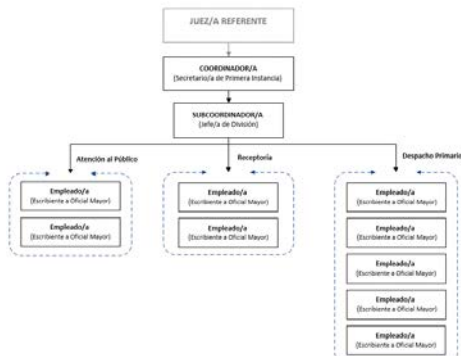 JUEZ/A REFERENTE
COORDINADOR/A
(Secretario/a de Primera Instancia)
SUBCOORDINADOR/A
(Jefe/a de División)
Atención al Público
Receptoría
Despacho Primario
Empleado/a
(Escribiente a Oficial Mayor)
Empleado/a
(Escribiente a Oficial Mayor)
Empleado/a
(Escribiente a Oficial Mayor)
Empleado/a
(Escribiente a Oficial Mayor)
Empleado/a
(Escribiente a Oficial Mayor)
Empleado/a
(Escribiente a Oficial Mayor)
Empleado/a
(Escribiente a Oficial Mayor)
Empleado/a
(Escribiente a Oficial Mayor)
Empleado/a
(Escribiente a Oficial Mayor)